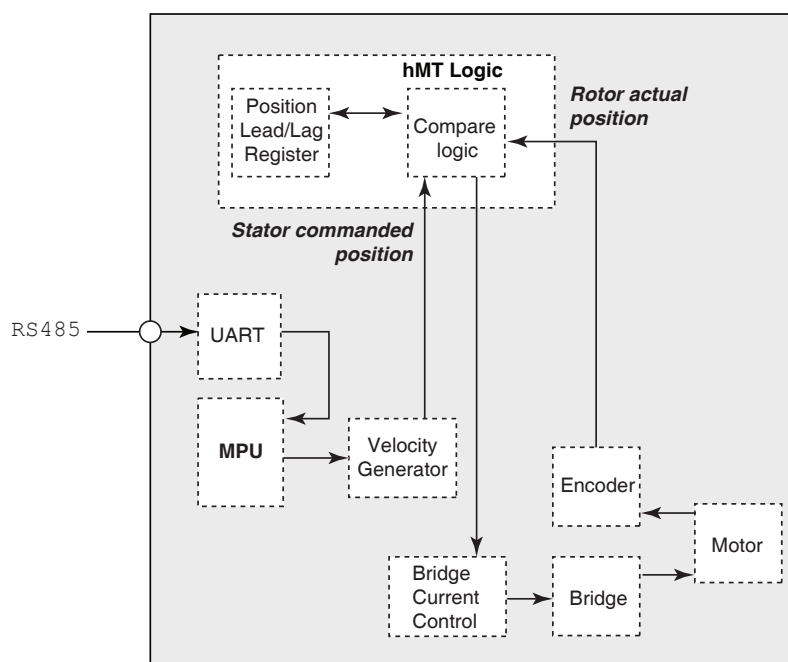 hMT Logic
Position
Lead/Lag
Register
Compare
logic
Rotor actual
position
Stator commanded
position
RS485
UART
MPU
Velocity
Generator
Encoder
Motor
Bridge
Current
Control
Bridge